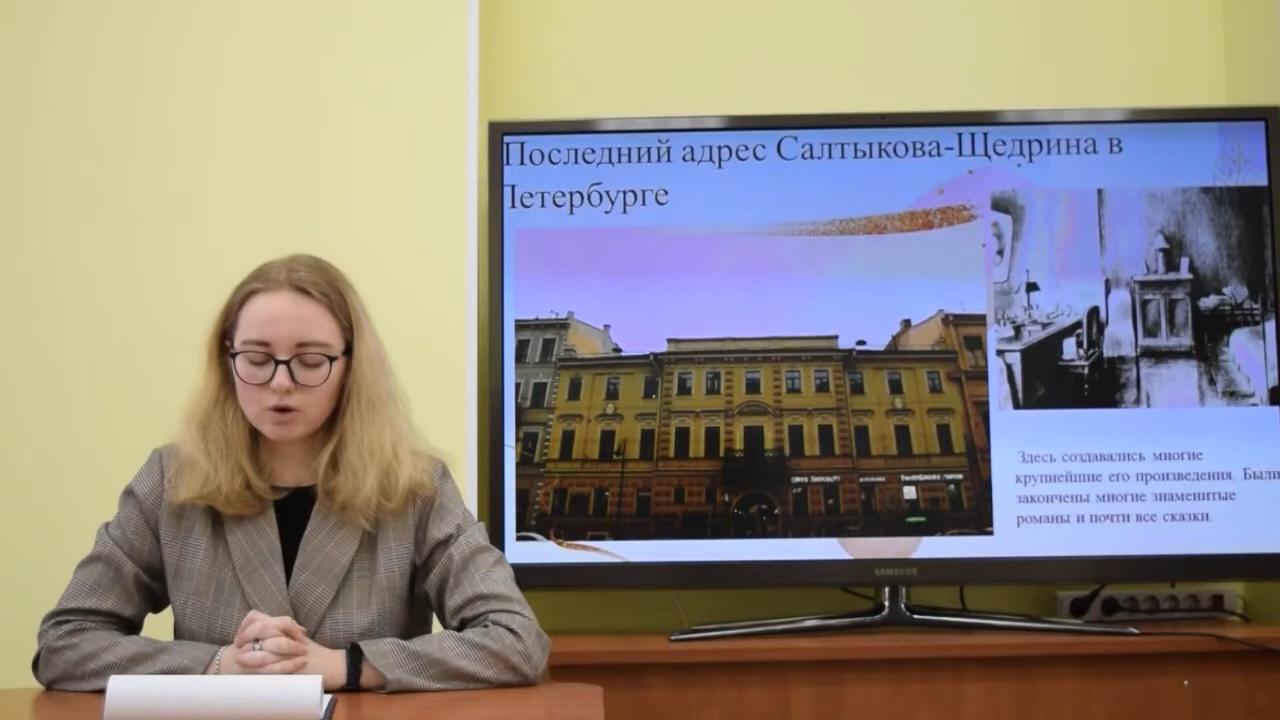 Последний адрес Салтыкова-Щедрина в
Петербурге
Здесь создавались многие
крупнейшие его произведения. Были
закончены многие знаменитые
романы и почти все сказки.
SAMSUNG